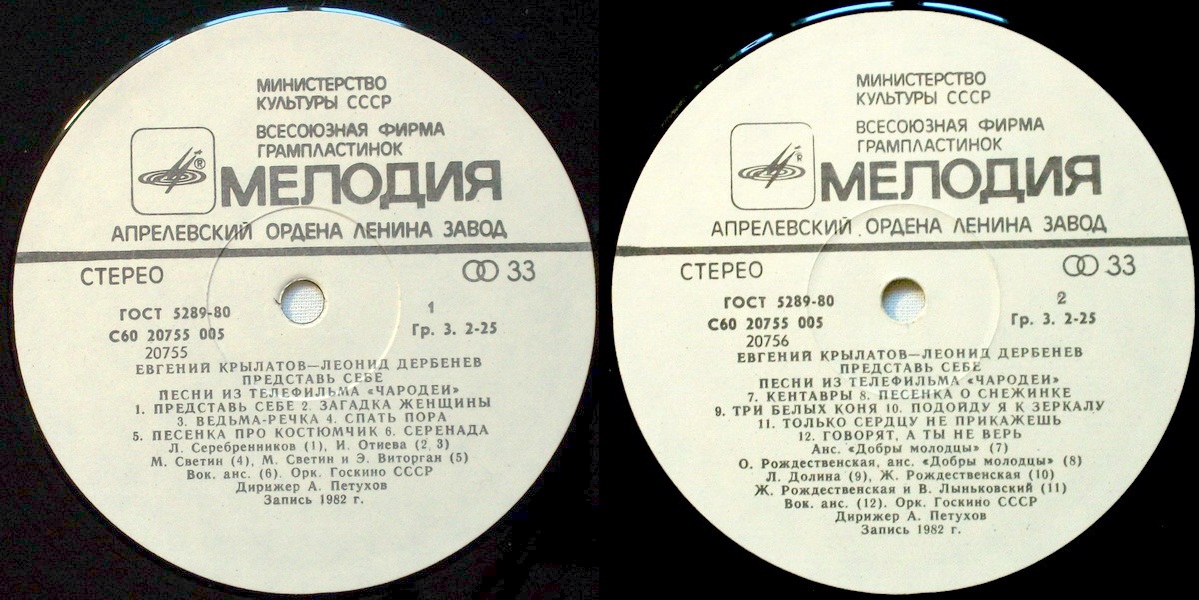 МИНИСТЕРСТВО
КУЛЬТУРЫ СССР
ВСЕСОЮЗНАЯ ФИРМА
ГРАМПЛАСТИНОК
®
МЕЛОДИЯ
АПРЕЛЕВСКИЙ ОРДЕНА ЛЕНИНА ЗАВОД
СТЕРЕО
33
ГОСТ 5289-80
1
С60 20755 005
Гр. 3. 2-25
20755
ЕВГЕНИЙ КРЫЛАТОВ—ЛЕОНИД ДЕРБЕНЕВ
ПРЕДСТАВЬ СЕБЕ
ПЕСНИ ИЗ ТЕЛЕФИЛЬМА «ЧАРОДЕИ»
1. ПРЕДСТАВЬ СЕБЕ 2. ЗАГАДКА ЖЕНЩИНЫ
3. ВЕДЬМА-РЕЧКА 4. СПАТЬ ПОРА
5. ПЕСЕНКА ПРО КОСТЮМЧИК 6. СЕРЕНАДА
Л. Серебренников (1), И. Отиева (2, 3)
М. Светин (4), М. Светин и Э. Виторган (5)
Вок. анс. (6). Орк. Госкино СССР
Дирижер А. Петухов
Запись 1982 г.
МИНИСТЕРСТВО
КУЛЬТУРЫ СССР
ВСЕСОЮЗНАЯ ФИРМА
ГРАМПЛАСТИНОК
®
МЕЛОДИЯ
АПРЕЛЕВСКИЙ ОРДЕНА ЛЕНИНА ЗАВОД
СТЕРЕО
33
ГОСТ 5289-80
2
С60 20755 005
Гр. 3. 2-25
20756
ЕВГЕНИЙ КРЫЛАТОВ—ЛЕОНИД ДЕРБЕНЕВ
ПРЕДСТАВЬ СЕБЕ
ПЕСНИ ИЗ ТЕЛЕФИЛЬМА «ЧАРОДЕИ»
7. КЕНТАВРЫ 8. ПЕСЕНКА О СНЕЖИНКЕ
9. ТРИ БЕЛЫХ КОНЯ 10. ПОДОЙДУ Я К ЗЕРКАЛУ
11. ТОЛЬКО СЕРДЦУ НЕ ПРИКАЖЕШЬ
12. ГОВОРЯТ, А ТЫ НЕ ВЕРЬ
Анс. «Добры молодцы» (7)
О. Рождественская, анс. «Добры молодцы» (8)
Л. Долина (9), Ж. Рождественская (10)
Ж. Рождественская и В. Лыньковский (11)
Вок. анс. (12). Орк. Госкино СССР
Дирижер А. Петухов
Запись 1982 г.